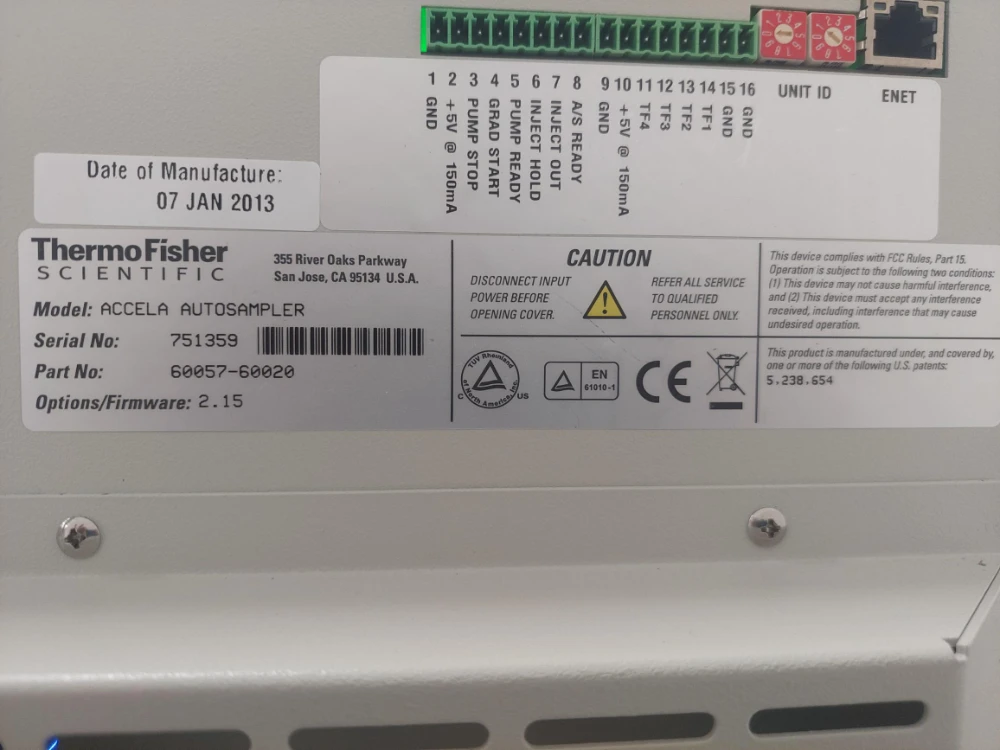 1 2 3 4 5 6 7 8 9 10 11 12 13 14 15 16
GND
+5V @ 150mA
PUMP STOP
GRAD START
PUMP READY
INJECT HOLD
INJECT OUT
A/S READY
GND
+5V @ 150mA
TF4
TF3
TF2
TF1
GND
GND
UNIT ID
ENET
Date of Manufacture:
07 JAN 2013
ThermoFisher
SCIENTIFIC
355 River Oaks Parkway
San Jose, CA 95134 U.S.A.
Model: ACCELA AUTOSAMPLER
Serial No: 751359
Part No: 60057-60020
Options/Firmware: 2.15
CAUTION
DISCONNECT INPUT
POWER BEFORE
OPENING COVER.
REFER ALL SERVICE
TO QUALIFIED
PERSONNEL ONLY.
TUV Rheinland
of North America, Inc.
C US
EN
61010-1
CE
This device complies with FCC Rules, Part 15.
Operation is subject to the following two conditions:
(1) This device may not cause harmful interference,
and (2) This device must accept any interference
received, including interference that may cause
undesired operation.
This product is manufactured under, and covered by,
one or more of the following U.S. patents:
5.238.654